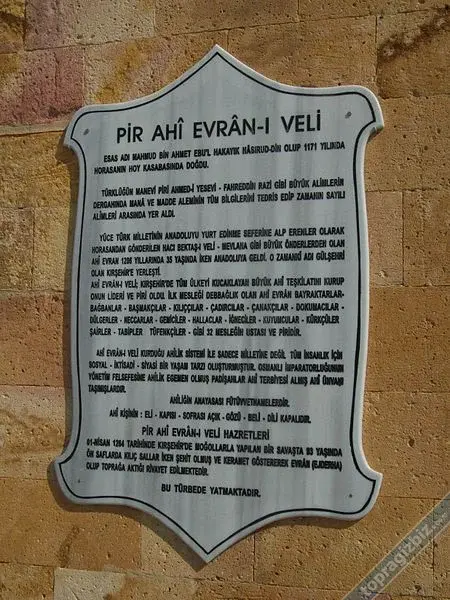 PİR AHÎ EVRÂN-I VELİ
ESAS ADI MAHMUD BİN AHMET EBU'L HAKAYIK NÂSIRUD-DİN OLUP 1171 YILINDA
HORASANIN HOY KASABASINDA DOĞDU.
TÜRKLÜĞÜN MANEVİ PİRİ AHMED-İ YESEVİ - FAHREDDİN RAZİ GİBİ BÜYÜK ALİMLERİN
DERGAHINDA MANÂ VE MADDE ALEMİNİN TÜM BİLGİLERİNİ TEDRİS EDİP ZAMANIN SAYILI
ALİMLERİ ARASINDA YER ALDI.
YÜCE TÜRK MİLLETİNİN ANADOLUYU YURT EDİNME SEFERİNE ALP ERENLER OLARAK
HORASANDAN GÖNDERİLEN HACI BEKTAŞ-I VELİ - MEVLANA GİBİ BÜYÜK ÖNDERLERDEN OLAN
AHİ EVRAN 1206 YILLARINDA 35 YAŞINDA İKEN ANADOLUYA GELDİ. O ZAMANKİ ADI GÜLŞEHRİ
OLAN KIRŞEHİR'E YERLEŞTİ.
AHİ EVRAN-I VELİ; KIRŞEHİR'DE TÜM ÜLKEYİ KUCAKLAYAN BÜYÜK AHİ TEŞKİLATINI KURUP
ONUN LİDERİ VE PİRİ OLDU. İLK MESLEĞİ DEBBAĞLIK OLAN AHİ EVRAN BAYRAKTARLAR-
BAĞBANLAR - BAŞMAKÇILAR - KILIÇÇILAR - ÇADIRCILAR - ÇANAKÇILAR - DOKUMACILAR -
DÜLGERLER - NECCARLAR - GEMİCİLER - HALLAÇLAR - İĞNECİLER - KUYUMCULAR - KÜRKÇÜLER
ŞAİRLER - TABİPLER TÜFENKÇİLER - GİBİ 32 MESLEĞİN USTASI VE PİRİDİR.
AHİ EVRAN-I VELİ KURDUĞU AHİLİK SİSTEMİ İLE SADECE MİLLETİNE DEĞİL TÜM İNSANLIK İÇİN
SOSYAL - İKTİSADİ - SİYASİ BİR YAŞAM TARZI OLUŞTURMUŞTUR. OSMANLI İMPARATORLUĞUNUN
YÖNETİM FELSEFESİNE AHİLİK EGEMEN OLMUŞ PADİŞAHLAR AHİ TERBİYESİ ALMIŞ AHİ ÜNVANI
TAŞIMIŞLARDIR.
AHİLİĞİN ANAYASASI FÜTÜVVETNAMELERDİR.
AHİ KİŞİNİN : ELİ - KAPISI - SOFRASI AÇIK - GÖZÜ - BELİ - DİLİ KAPALIDIR.
PİR AHİ EVRAN-I VELİ HAZRETLERİ
01-NİSAN 1264 TARİHİNDE KIRŞEHİR'DE MOĞOLLARLA YAPILAN BİR SAVAŞTA 93 YAŞINDA
ÖN SAFLARDA KILIÇ SALLAR İKEN ŞEHİT OLMUŞ VE KERAMET GÖSTEREREK EVRÂN (EJDERHA)
OLUP TOPRAĞA AKTIĞI RİVAYET EDİLMEKTEDİR.
BU TÜRBEDE YATMAKTADIR.
topragizbiz.com